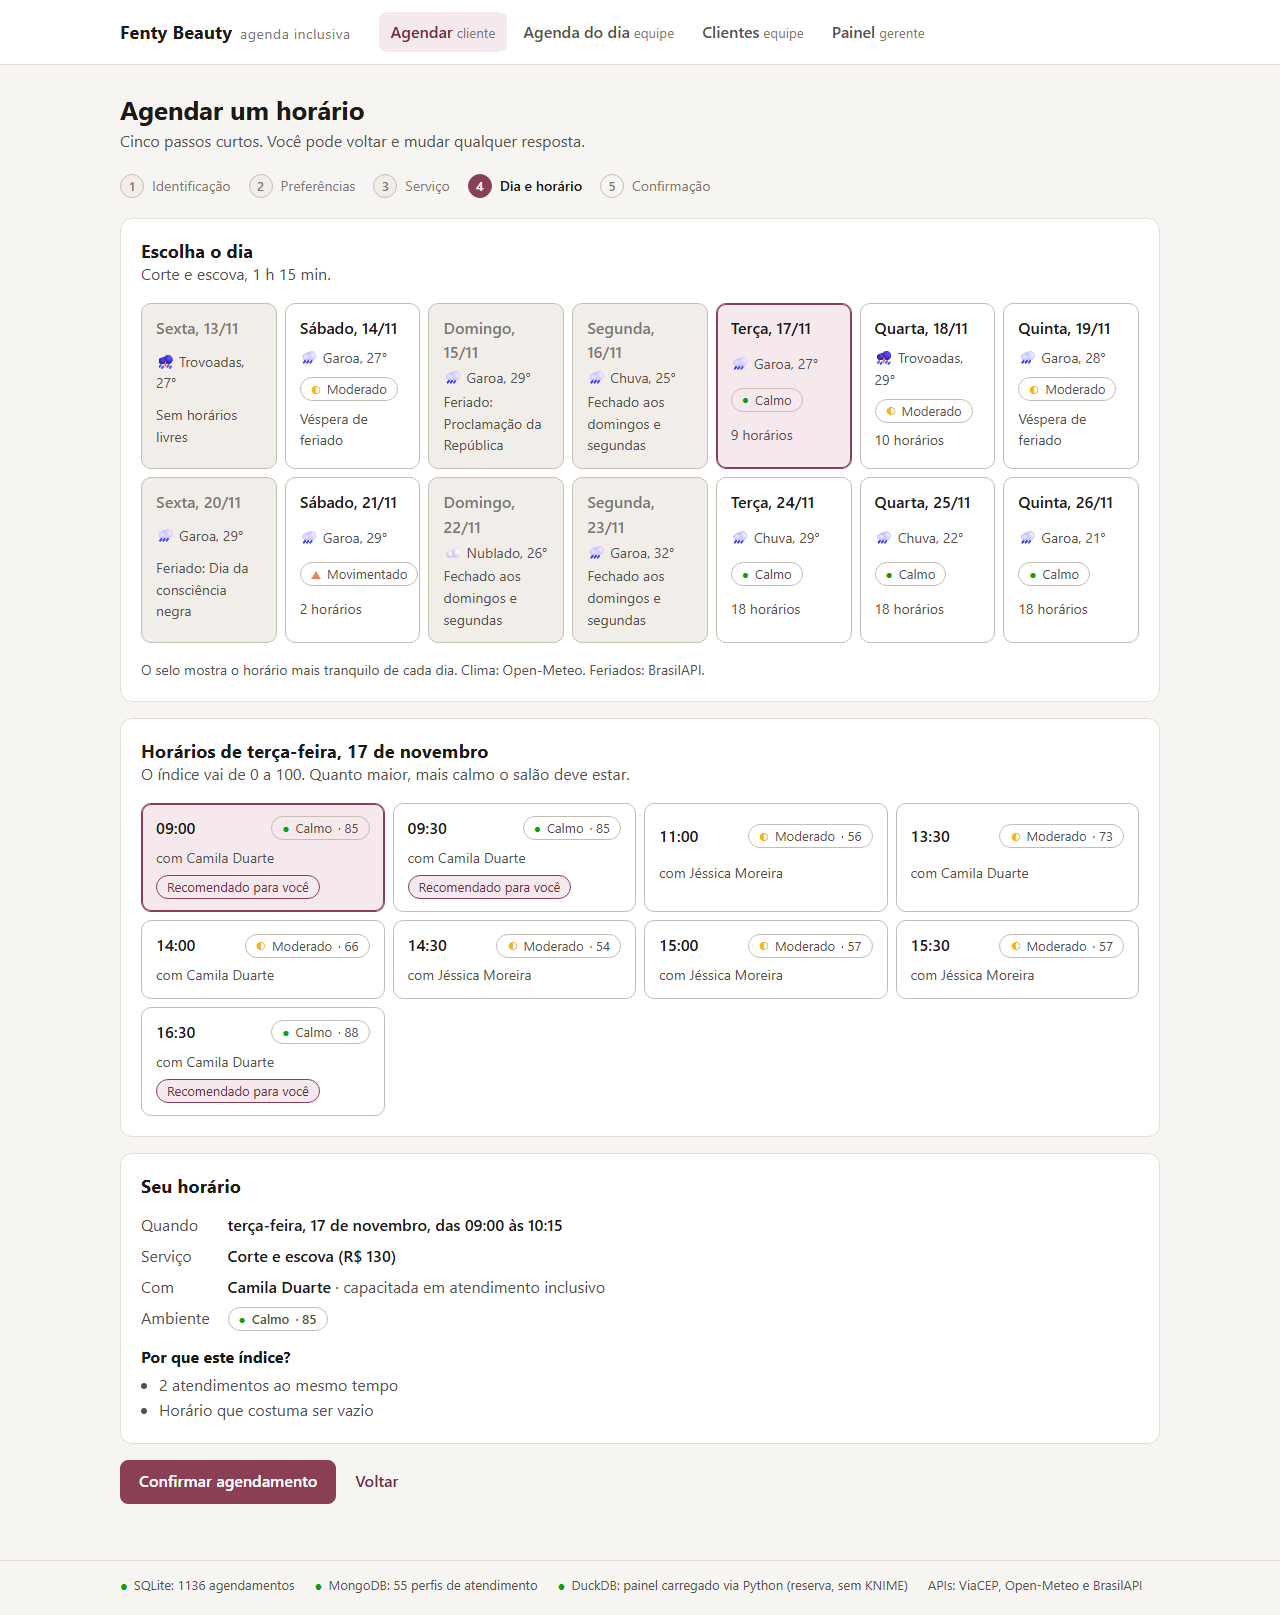 Fenty Beauty agenda inclusiva Agendar cliente Agenda do dia equipe Clientes equipe Painel gerente
Agendar um horário
Cinco passos curtos. Você pode voltar e mudar qualquer resposta.
1 Identificação 2 Preferências 3 Serviço 4 Dia e horário 5 Confirmação
Escolha o dia
Corte e escova, 1 h 15 min.
Sexta, 13/11
Trovoadas,
27°
Sem horários
livres
Sábado, 14/11
Garoa, 27°
Moderado
Véspera de
feriado
Domingo,
15/11
Garoa, 29°
Feriado:
Proclamação da
República
Segunda,
16/11
Chuva, 25°
Fechado aos
domingos e
segundas
Terça, 17/11
Garoa, 27°
Calmo
9 horários
Quarta, 18/11
Trovoadas,
29°
Moderado
10 horários
Quinta, 19/11
Garoa, 28°
Moderado
Véspera de
feriado
Sexta, 20/11
Garoa, 29°
Feriado: Dia da
consciência
negra
Sábado, 21/11
Garoa, 29°
Movimentado
2 horários
Domingo,
22/11
Nublado, 26°
Fechado aos
domingos e
segundas
Segunda,
23/11
Garoa, 32°
Fechado aos
domingos e
segundas
Terça, 24/11
Chuva, 29°
Calmo
18 horários
Quarta, 25/11
Chuva, 22°
Calmo
18 horários
Quinta, 26/11
Garoa, 21°
Calmo
18 horários
O selo mostra o horário mais tranquilo de cada dia. Clima: Open-Meteo. Feriados: BrasilAPI.
Horários de terça-feira, 17 de novembro
O índice vai de 0 a 100. Quanto maior, mais calmo o salão deve estar.
09:00 Calmo · 85
com Camila Duarte
Recomendado para você
09:30 Calmo · 85
com Camila Duarte
Recomendado para você
11:00 Moderado · 56
com Jéssica Moreira
13:30 Moderado · 73
com Camila Duarte
14:00 Moderado · 66
com Camila Duarte
14:30 Moderado · 54
com Jéssica Moreira
15:00 Moderado · 57
com Jéssica Moreira
15:30 Moderado · 57
com Jéssica Moreira
16:30 Calmo · 88
com Camila Duarte
Recomendado para você
Seu horário
Quando terça-feira, 17 de novembro, das 09:00 às 10:15
Serviço Corte e escova (R$ 130)
Com Camila Duarte · capacitada em atendimento inclusivo
Ambiente Calmo · 85
Por que este índice?
• 2 atendimentos ao mesmo tempo
• Horário que costuma ser vazio
Confirmar agendamento Voltar
SQLite: 1136 agendamentos MongoDB: 55 perfis de atendimento DuckDB: painel carregado via Python (reserva, sem KNIME) APIs: ViaCEP, Open-Meteo e BrasilAPI